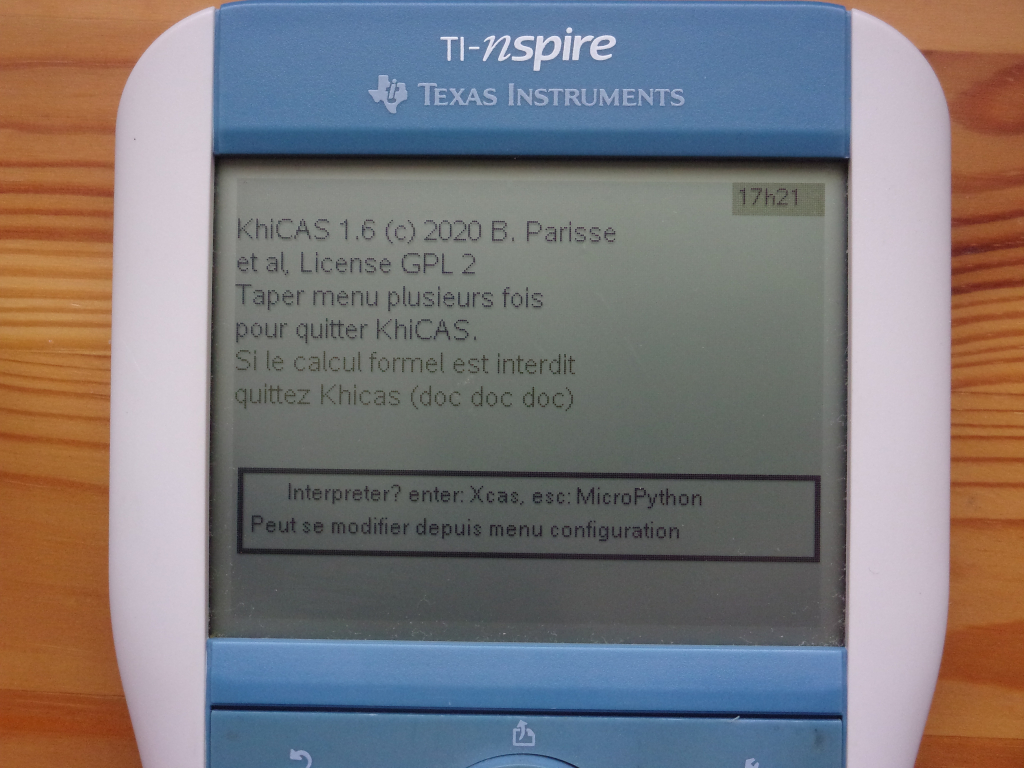 TI-nspire
TEXAS INSTRUMENTS
17h21
KhiCAS 1.6 (c) 2020 B. Parisse
et al, License GPL 2
Taper menu plusieurs fois
pour quitter KhiCAS.
Si le calcul formel est interdit
quittez Khicas (doc doc doc)
Interpreter? enter: Xcas, esc: MicroPython
Peut se modifier depuis menu configuration